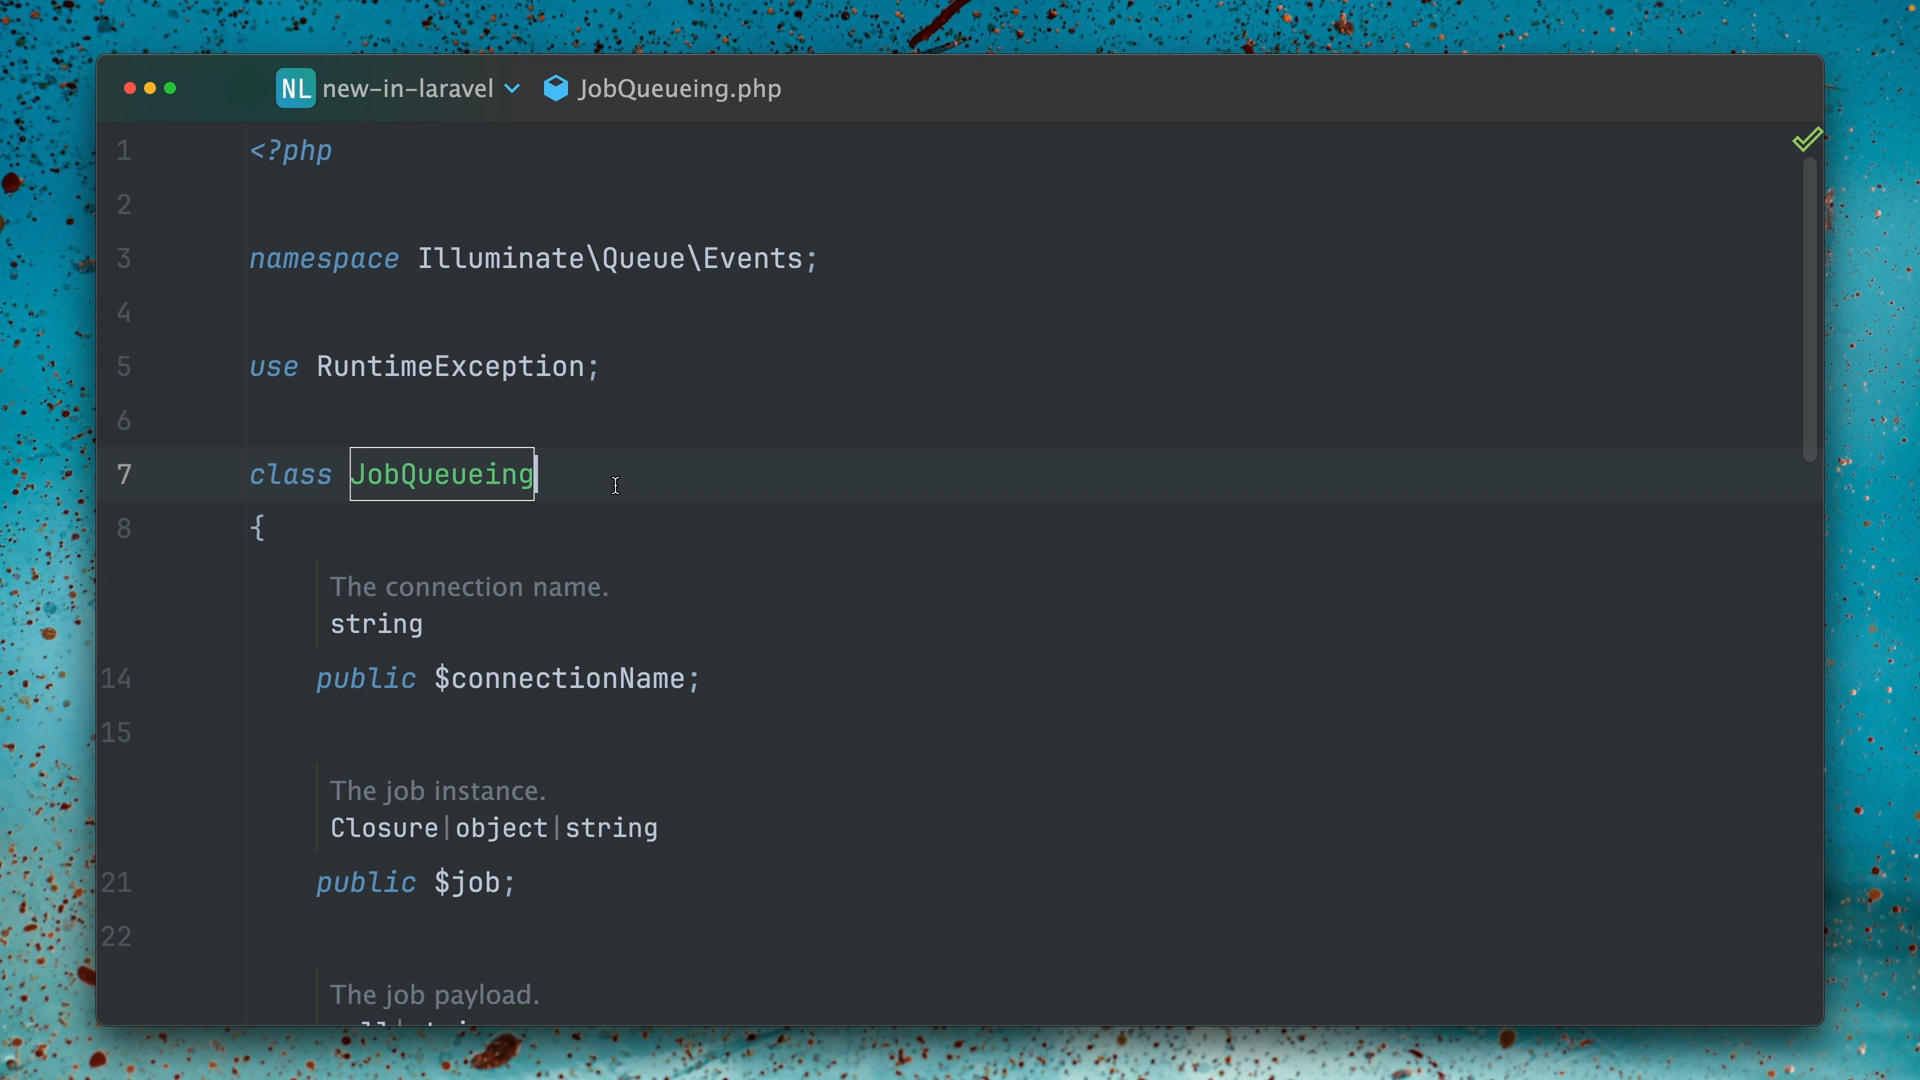 NL new-in-laravel JobQueueing.php
1 <?php
2
3 namespace Illuminate\Queue\Events;
4
5 use RuntimeException;
6
7 class JobQueueing
8 {
The connection name.
string
14 public $connectionName;
15
The job instance.
Closure|object|string
21 public $job;
22
The job payload.